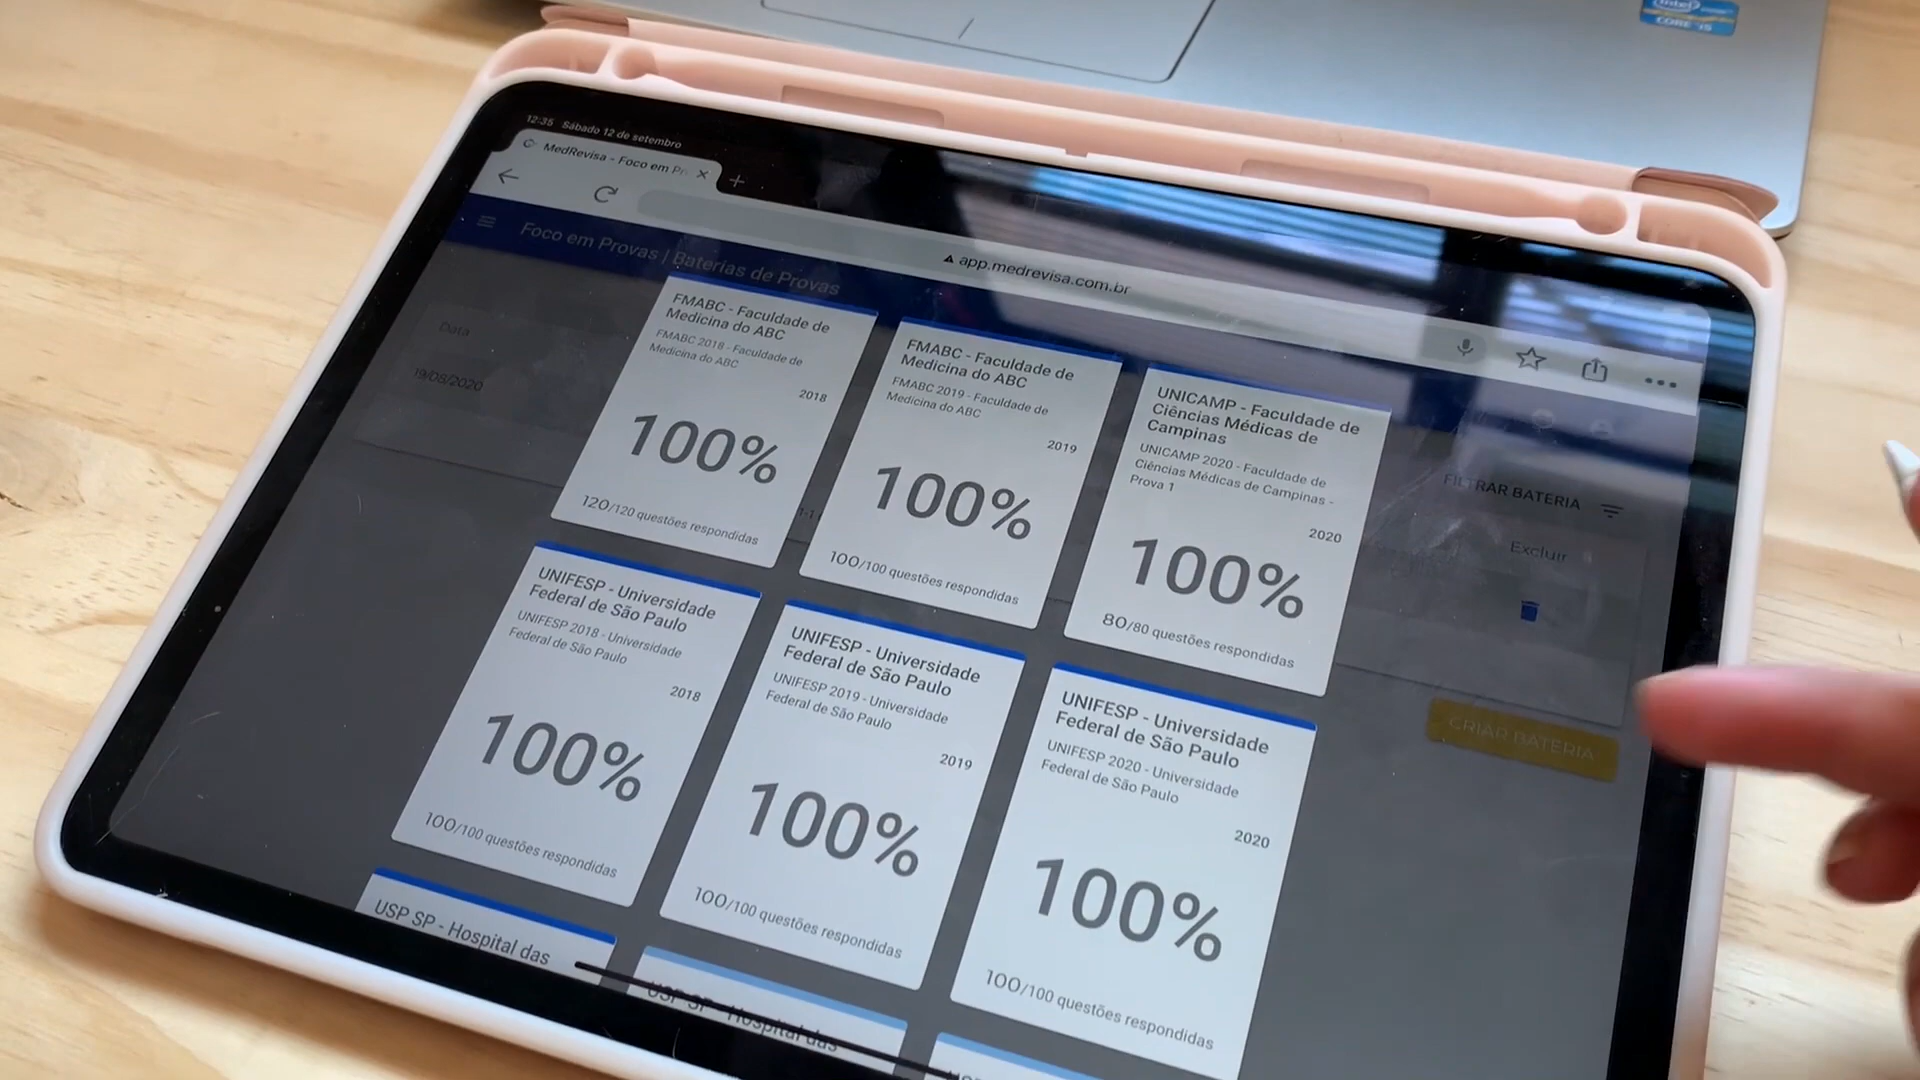 intel
CORE i5
12:35 Sábado 12 de setembro
MedRevisa - Foco em Pr
app.medrevisa.com.br
Foco em Provas | Baterias de Provas
Data
19/08/2020
FILTRAR BATERIA
Excluir
CRIAR BATERIA
FMABC - Faculdade de
Medicina do ABC
FMABC 2018 - Faculdade de
Medicina do ABC
2018
100%
120/120 questões respondidas
FMABC - Faculdade de
Medicina do ABC
FMABC 2019 - Faculdade de
Medicina do ABC
2019
100%
100/100 questões respondidas
UNICAMP - Faculdade de
Ciências Médicas de
Campinas
UNICAMP 2020 - Faculdade de
Ciências Médicas de Campinas -
Prova 1
2020
100%
80/80 questões respondidas
UNIFESP - Universidade
Federal de São Paulo
UNIFESP 2018 - Universidade
Federal de São Paulo
2018
100%
100/100 questões respondidas
UNIFESP - Universidade
Federal de São Paulo
UNIFESP 2019 - Universidade
Federal de São Paulo
2019
100%
100/100 questões respondidas
UNIFESP - Universidade
Federal de São Paulo
UNIFESP 2020 - Universidade
Federal de São Paulo
2020
100%
100/100 questões respondidas
USP SP - Hospital das
USP SP - Hospital das